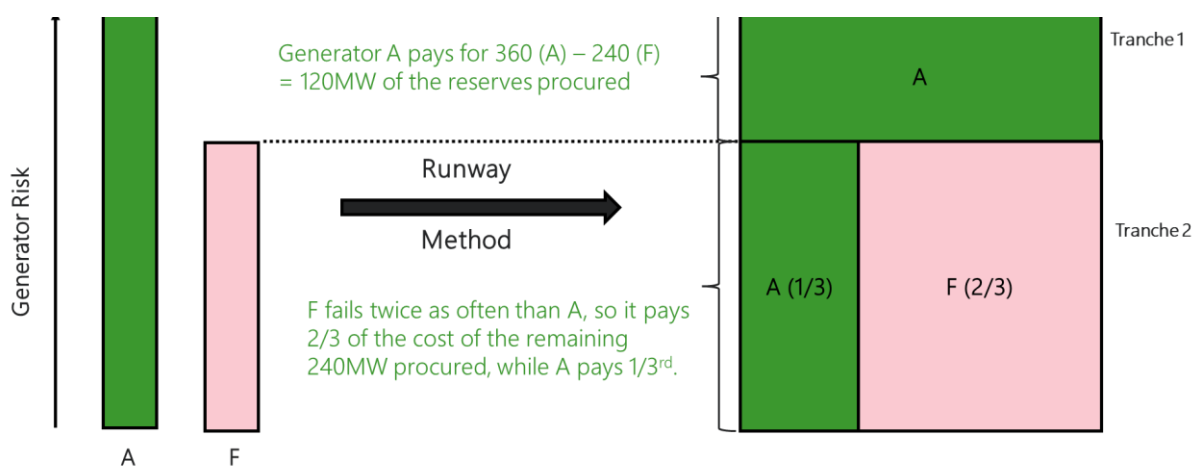 Generator Risk
A
F
Generator A pays for 360 (A) – 240 (F)
= 120MW of the reserves procured
Runway
Method
F fails twice as often than A, so it pays
2/3 of the cost of the remaining
240MW procured, while A pays 1/3rd.
A
Tranche 1
A (1/3)
F (2/3)
Tranche 2